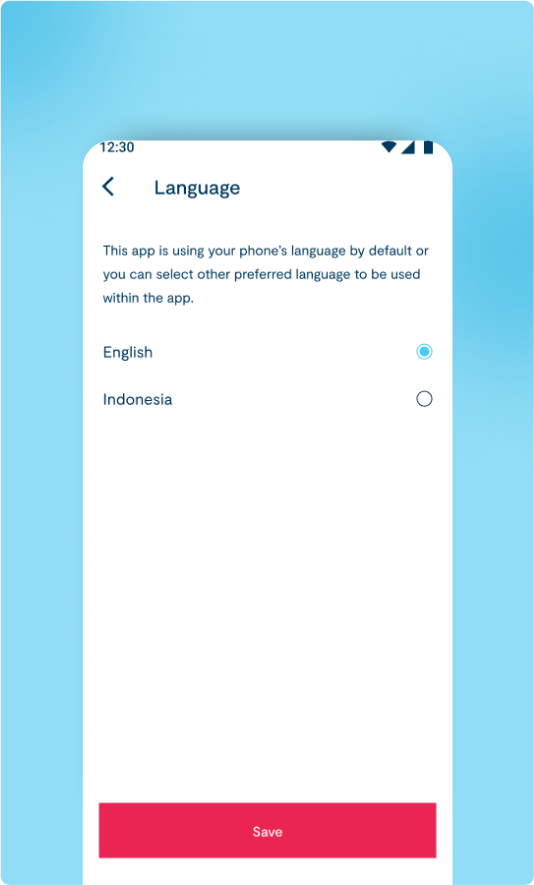 12:30
Language
This app is using your phone's language by default or
you can select other preferred language to be used
within the app.
English
Indonesia
Save